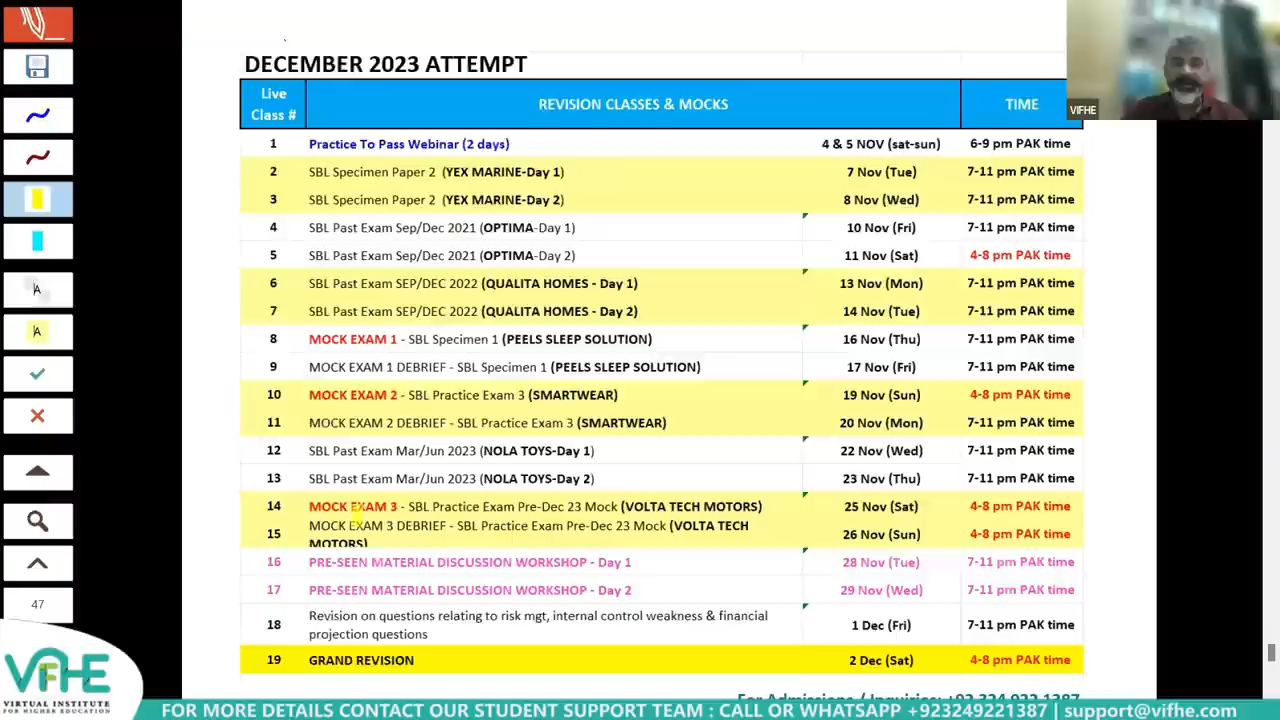 DECEMBER 2023 ATTEMPT
Live Class # REVISION CLASSES & MOCKS TIME
1 Practice To Pass Webinar (2 days) 4 & 5 NOV (sat-sun) 6-9 pm PAK time
2 SBL Specimen Paper 2 (YEX MARINE-Day 1) 7 Nov (Tue) 7-11 pm PAK time
3 SBL Specimen Paper 2 (YEX MARINE-Day 2) 8 Nov (Wed) 7-11 pm PAK time
4 SBL Past Exam Sep/Dec 2021 (OPTIMA-Day 1) 10 Nov (Fri) 7-11 pm PAK time
5 SBL Past Exam Sep/Dec 2021 (OPTIMA-Day 2) 11 Nov (Sat) 4-8 pm PAK time
6 SBL Past Exam SEP/DEC 2022 (QUALITA HOMES - Day 1) 13 Nov (Mon) 7-11 pm PAK time
7 SBL Past Exam SEP/DEC 2022 (QUALITA HOMES - Day 2) 14 Nov (Tue) 7-11 pm PAK time
8 MOCK EXAM 1 - SBL Specimen 1 (PEELS SLEEP SOLUTION) 16 Nov (Thu) 7-11 pm PAK time
9 MOCK EXAM 1 DEBRIEF - SBL Specimen 1 (PEELS SLEEP SOLUTION) 17 Nov (Fri) 7-11 pm PAK time
10 MOCK EXAM 2 - SBL Practice Exam 3 (SMARTWEAR) 19 Nov (Sun) 4-8 pm PAK time
11 MOCK EXAM 2 DEBRIEF - SBL Practice Exam 3 (SMARTWEAR) 20 Nov (Mon) 7-11 pm PAK time
12 SBL Past Exam Mar/Jun 2023 (NOLA TOYS-Day 1) 22 Nov (Wed) 7-11 pm PAK time
13 SBL Past Exam Mar/Jun 2023 (NOLA TOYS-Day 2) 23 Nov (Thu) 7-11 pm PAK time
14 MOCK EXAM 3 - SBL Practice Exam Pre-Dec 23 Mock (VOLTA TECH MOTORS) 25 Nov (Sat) 4-8 pm PAK time
15 MOCK EXAM 3 DEBRIEF - SBL Practice Exam Pre-Dec 23 Mock (VOLTA TECH MOTORS) 26 Nov (Sun) 4-8 pm PAK time
16 PRE-SEEN MATERIAL DISCUSSION WORKSHOP - Day 1 28 Nov (Tue) 7-11 pm PAK time
17 PRE-SEEN MATERIAL DISCUSSION WORKSHOP - Day 2 29 Nov (Wed) 7-11 pm PAK time
18 Revision on questions relating to risk mgt, internal control weakness & financial projection questions 1 Dec (Fri) 7-11 pm PAK time
19 GRAND REVISION 2 Dec (Sat) 4-8 pm PAK time
For Admissions / Inquiries: +92 324 922 1387
VIFHE
A
A
47
VIFHE
VIRTUAL INSTITUTE
FOR HIGHER EDUCATION
FOR MORE DETAILS CONTACT OUR STUDENT SUPPORT TEAM : CALL OR WHATSAPP +923249221387 | support@vifhe.com